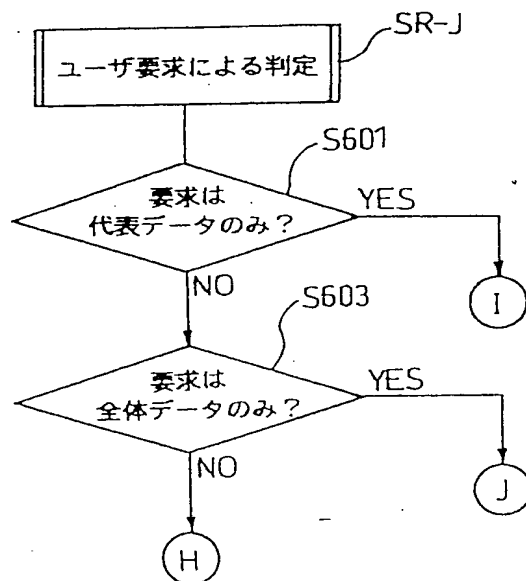 SR-J
ユーザ要求による判定
S601
要求は
代表データのみ?
YES
I
NO
S603
要求は
全体データのみ?
YES
J
NO
H